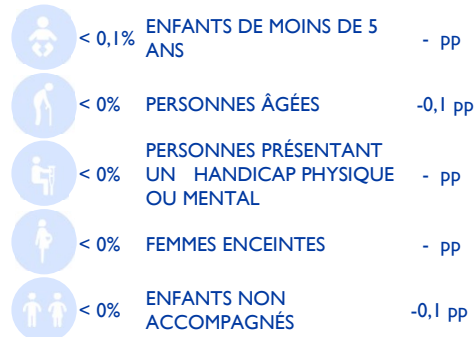 < 0,1% ENFANTS DE MOINS DE 5 ANS - pp
< 0% PERSONNES ÂGÉES -0,1 pp
< 0% PERSONNES PRÉSENTANT UN HANDICAP PHYSIQUE OU MENTAL - pp
< 0% FEMMES ENCEINTES - pp
< 0% ENFANTS NON ACCOMPAGNÉS -0,1 pp